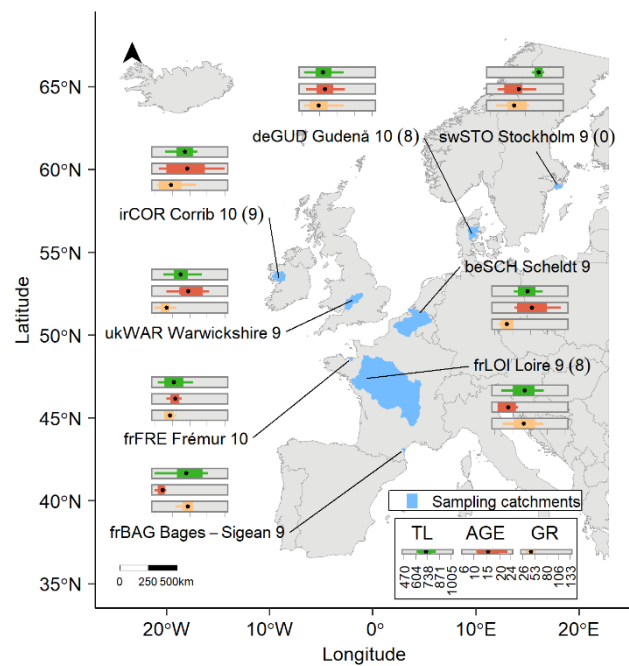 65°N
60°N
55°N
50°N
45°N
40°N
35°N
Latitude
deGUD Gudenå 10 (8)
swSTO Stockholm 9 (0)
irCOR Corrib 10 (9)
beSCH Scheldt 9
ukWAR Warwickshire 9
frLOI Loire 9 (8)
frFRE Frémur 10
frBAG Bages – Sigean 9
Sampling catchments
TL AGE GR
470 604 738 871 1005 6 10 15 20 24 26 53 80 106 133
0 250 500km
20°W 10°W 0° 10°E 20°E
Longitude